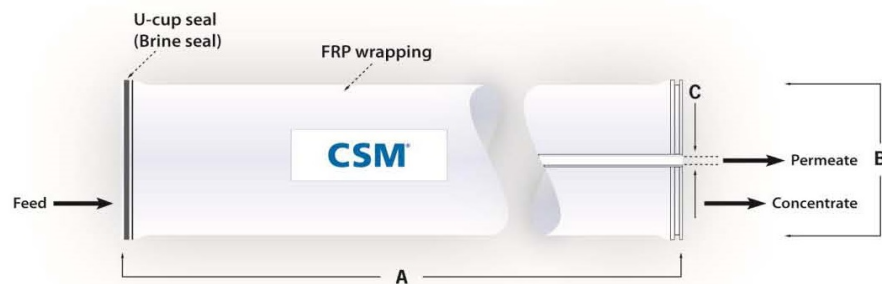 U-cup seal
(Brine seal)
FRP wrapping
C
CSM®
Permeate
B
Feed
Concentrate
A